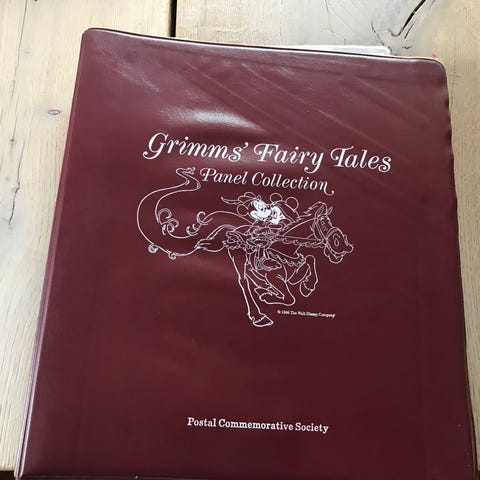 Grimms' Fairy Tales
Panel Collection
© 1986 The Walt Disney Company
Postal Commemorative Society